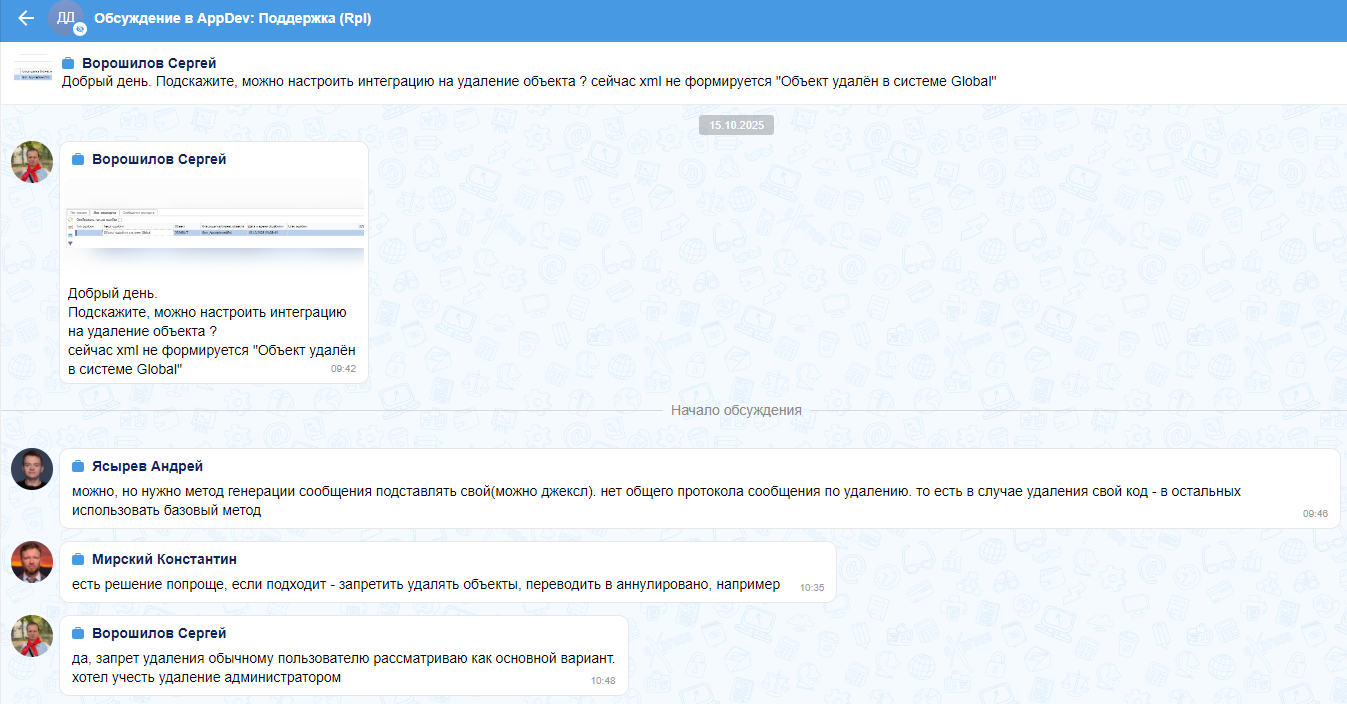 ДД
Обсуждение в AppDev: Поддержка (Rpl)
Ворошилов Сергей
Добрый день. Подскажите, можно настроить интеграцию на удаление объекта ? сейчас xml не формируется "Объект удалён в системе Global"
15.10.2025
Ворошилов Сергей
Добрый день.
Подскажите, можно настроить интеграцию
на удаление объекта ?
сейчас xml не формируется "Объект удалён
в системе Global"
09:42
Начало обсуждения
Ясырев Андрей
можно, но нужно метод генерации сообщения подставлять свой(можно джексл). нет общего протокола сообщения по удалению. то есть в случае удаления свой код - в остальных
использовать базовый метод
09:46
Мирский Константин
есть решение попроще, если подходит - запретить удалять объекты, переводить в аннулировано, например
10:35
Ворошилов Сергей
да, запрет удаления обычному пользователю рассматриваю как основной вариант.
хотел учесть удаление администратором
10:48